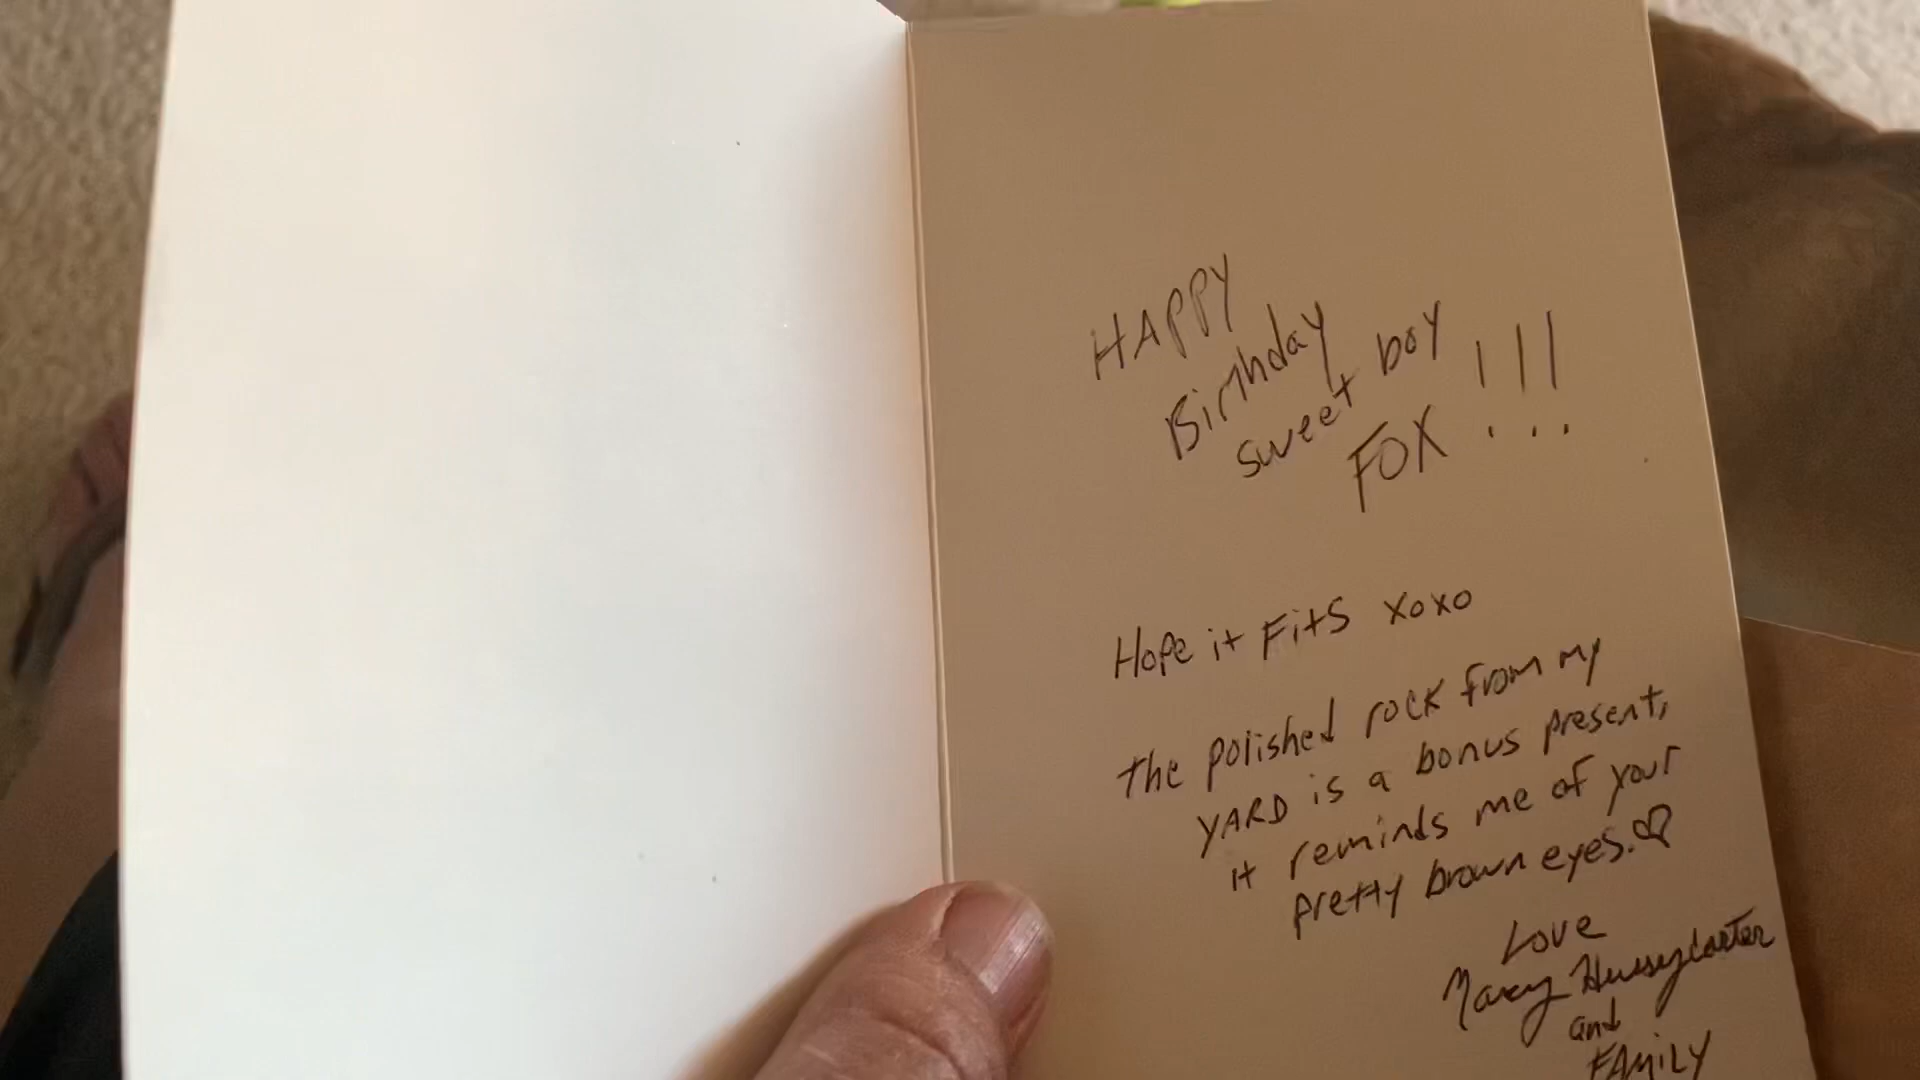 HAPPY
Birthday
sweet boy
FOX !!!
Hope it Fits xoxo
The polished rock from my
YARD is a bonus present,
it reminds me of your
pretty brown eyes.♡
Love
and
FAMILY